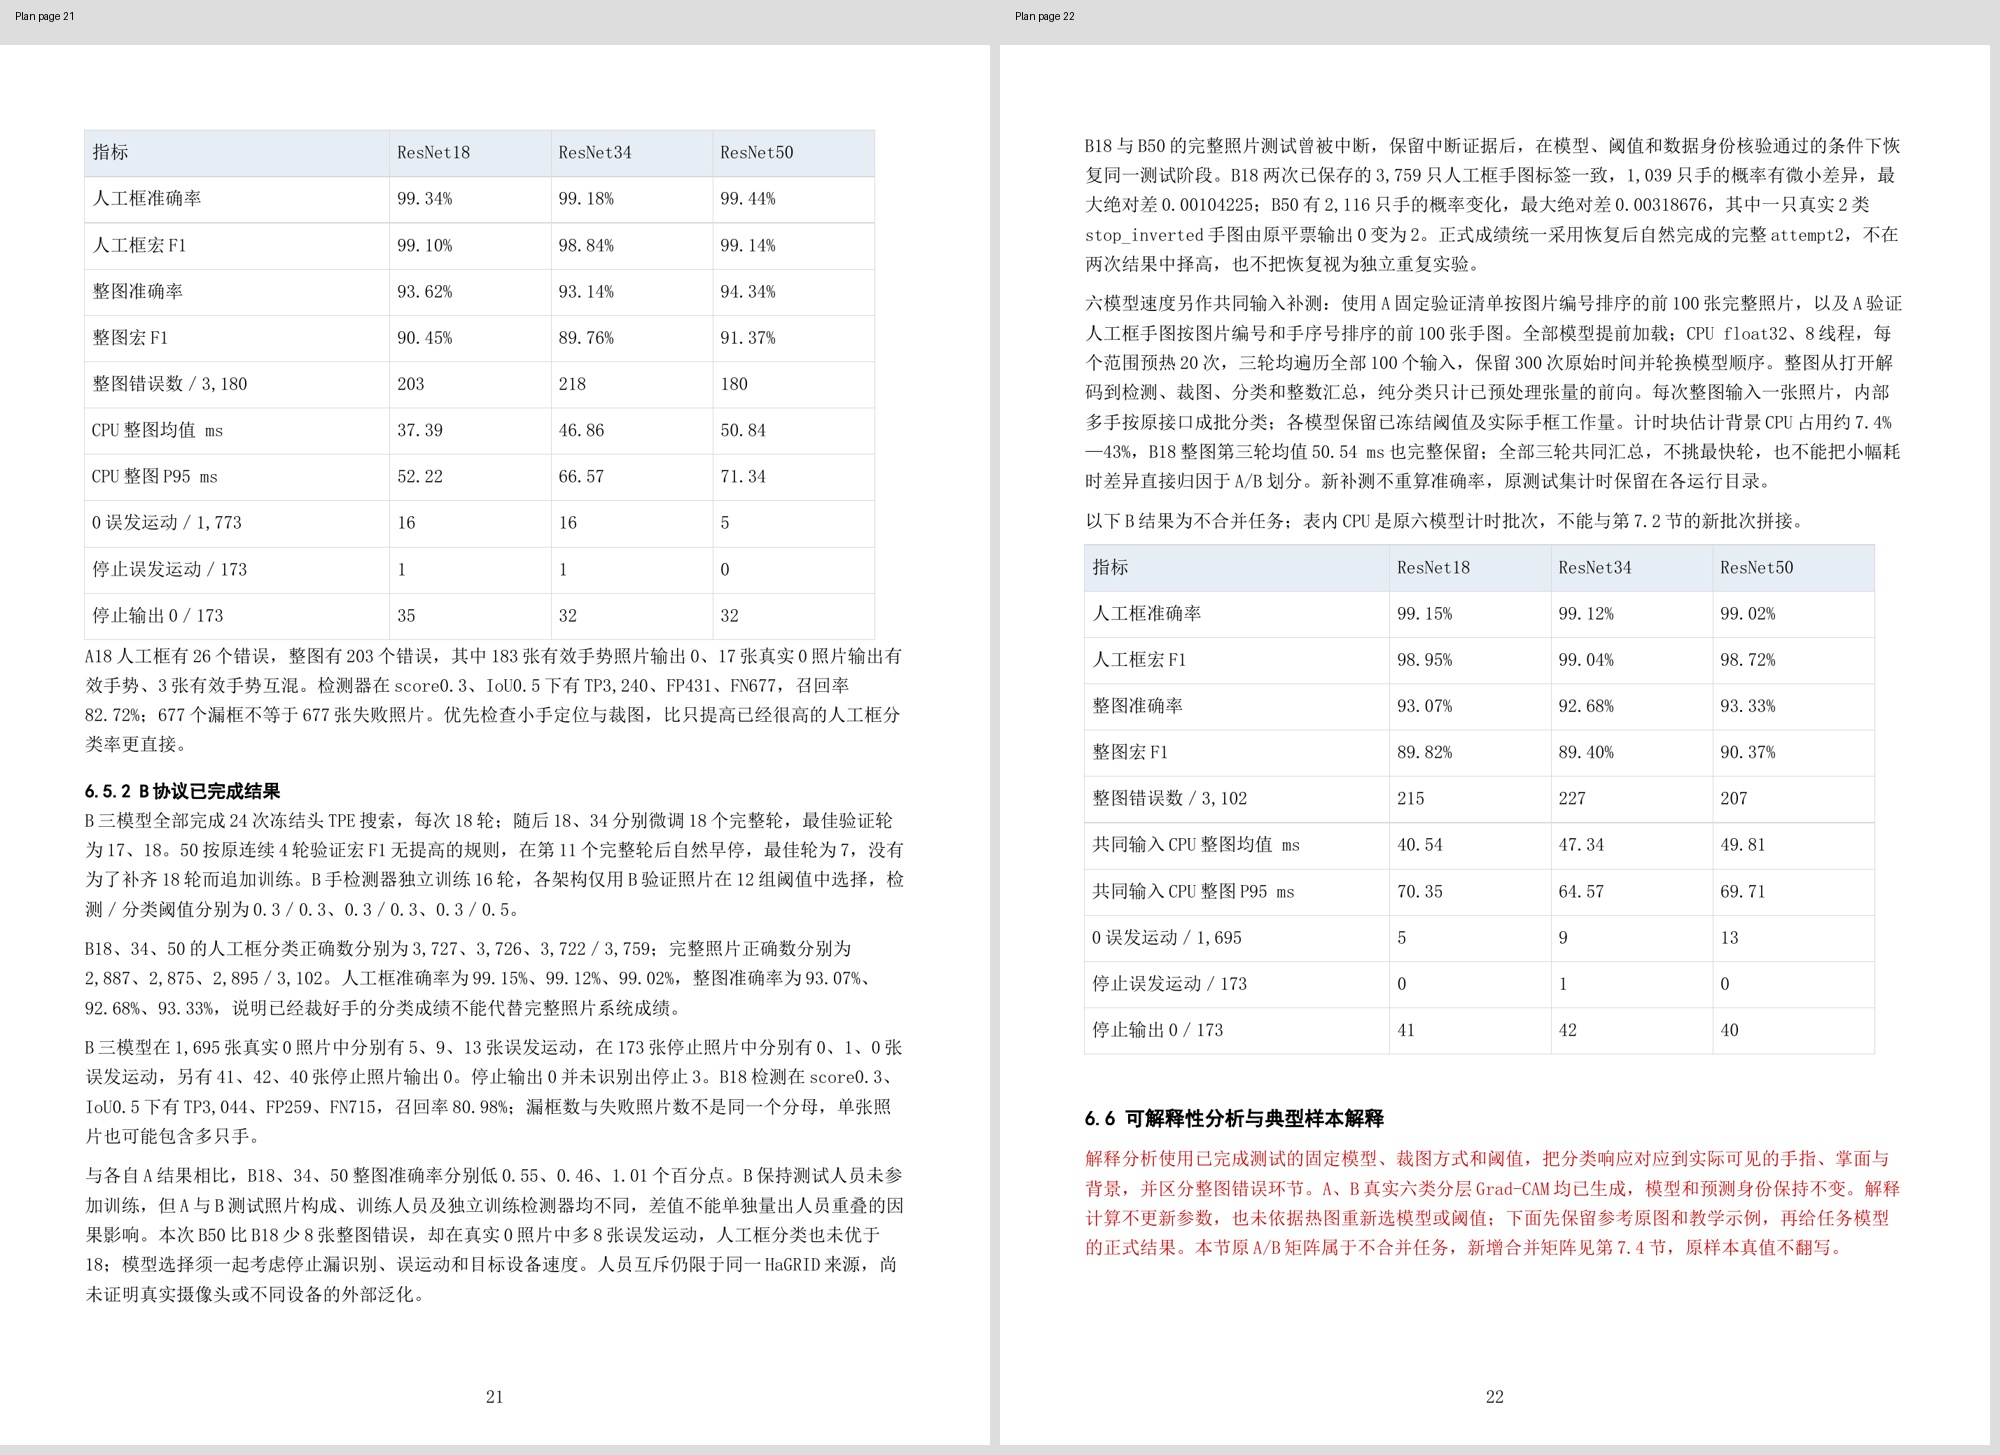 Plan page 21
指标 ResNet18 ResNet34 ResNet50
人工框准确率 99.34% 99.18% 99.44%
人工框宏 F1 99.10% 98.84% 99.14%
整图准确率 93.62% 93.14% 94.34%
整图宏 F1 90.45% 89.76% 91.37%
整图错误数 / 3,180 203 218 180
CPU 整图均值 ms 37.39 46.86 50.84
CPU 整图 P95 ms 52.22 66.57 71.34
0 误发运动 / 1,773 16 16 5
停止误发运动 / 173 1 1 0
停止输出 0 / 173 35 32 32
A18 人工框有 26 个错误，整图有 203 个错误，其中 183 张有效手势照片输出 0、17 张真实 0 照片输出有
效手势、3 张有效手势互混。检测器在 score0.3、IoU0.5 下有 TP3,240、FP431、FN677，召回率
82.72%；677 个漏框不等于 677 张失败照片。优先检查小手定位与裁图，比只提高已经很高的人工框分
类率更直接。
6.5.2 B 协议已完成结果
B 三模型全部完成 24 次冻结头 TPE 搜索，每次 18 轮；随后 18、34 分别微调 18 个完整轮，最佳验证轮
为 17、18。50 按原连续 4 轮验证宏 F1 无提高的规则，在第 11 个完整轮后自然早停，最佳轮为 7，没有
为了补齐 18 轮而追加训练。B 手检测器独立训练 16 轮，各架构仅用 B 验证照片在 12 组阈值中选择，检
测 / 分类阈值分别为 0.3 / 0.3、0.3 / 0.3、0.3 / 0.5。
B18、34、50 的人工框分类正确数分别为 3,727、3,726、3,722 / 3,759；完整照片正确数分别为
2,887、2,875、2,895 / 3,102。人工框准确率为 99.15%、99.12%、99.02%，整图准确率为 93.07%、
92.68%、93.33%，说明已经裁好手的分类成绩不能代替完整照片系统成绩。
B 三模型在 1,695 张真实 0 照片中分别有 5、9、13 张误发运动，在 173 张停止照片中分别有 0、1、0 张
误发运动，另有 41、42、40 张停止照片输出 0。停止输出 0 并未识别出停止 3。B18 检测在 score0.3、
IoU0.5 下有 TP3,044、FP259、FN715，召回率 80.98%；漏框数与失败照片数不是同一个分母，单张照
片也可能包含多只手。
与各自 A 结果相比，B18、34、50 整图准确率分别低 0.55、0.46、1.01 个百分点。B 保持测试人员未参
加训练，但 A 与 B 测试照片构成、训练人员及独立训练检测器均不同，差值不能单独量出人员重叠的因
果影响。本次 B50 比 B18 少 8 张整图错误，却在真实 0 照片中多 8 张误发运动，人工框分类也未优于
18；模型选择须一起考虑停止漏识别、误运动和目标设备速度。人员互斥仍限于同一 HaGRID 来源，尚
未证明真实摄像头或不同设备的外部泛化。
21
Plan page 22
B18 与 B50 的完整照片测试曾被中断，保留中断证据后，在模型、阈值和数据身份核验通过的条件下恢
复同一测试阶段。B18 两次已保存的 3,759 只人工框手图标签一致，1,039 只手的概率有微小差异，最
大绝对差 0.00104225；B50 有 2,116 只手的概率变化，最大绝对差 0.00318676，其中一只真实 2 类
stop_inverted 手图由原平票输出 0 变为 2。正式成绩统一采用恢复后自然完成的完整 attempt2，不在
两次结果中择高，也不把恢复视为独立重复实验。
六模型速度另作共同输入补测：使用 A 固定验证清单按图片编号排序的前 100 张完整照片，以及 A 验证
人工框手图按图片编号和手序号排序的前 100 张手图。全部模型提前加载；CPU float32、8 线程，每
个范围预热 20 次，三轮均遍历全部 100 个输入，保留 300 次原始时间并轮换模型顺序。整图从打开解
码到检测、裁图、分类和整数汇总，纯分类只计已预处理张量的前向。每次整图输入一张照片，内部
多手按原接口成批分类；各模型保留已冻结阈值及实际手框工作量。计时块估计背景 CPU 占用约 7.4%
—43%，B18 整图第三轮均值 50.54 ms 也完整保留；全部三轮共同汇总，不挑最快轮，也不能把小幅耗
时差异直接归因于 A/B 划分。新补测不重算准确率，原测试集计时保留在各运行目录。
以下 B 结果为不合并任务；表内 CPU 是原六模型计时批次，不能与第 7.2 节的新批次拼接。
指标 ResNet18 ResNet34 ResNet50
人工框准确率 99.15% 99.12% 99.02%
人工框宏 F1 98.95% 99.04% 98.72%
整图准确率 93.07% 92.68% 93.33%
整图宏 F1 89.82% 89.40% 90.37%
整图错误数 / 3,102 215 227 207
共同输入 CPU 整图均值 ms 40.54 47.34 49.81
共同输入 CPU 整图 P95 ms 70.35 64.57 69.71
0 误发运动 / 1,695 5 9 13
停止误发运动 / 173 0 1 0
停止输出 0 / 173 41 42 40
6.6 可解释性分析与典型样本解释
解释分析使用已完成测试的固定模型、裁图方式和阈值，把分类响应对应到实际可见的手指、掌面与
背景，并区分整图错误环节。A、B 真实六类分层 Grad-CAM 均已生成，模型和预测身份保持不变。解释
计算不更新参数，也未依据热图重新选模型或阈值；下面先保留参考原图和教学示例，再给任务模型
的正式结果。本节原 A/B 矩阵属于不合并任务，新增合并矩阵见第 7.4 节，原样本真值不翻写。
22